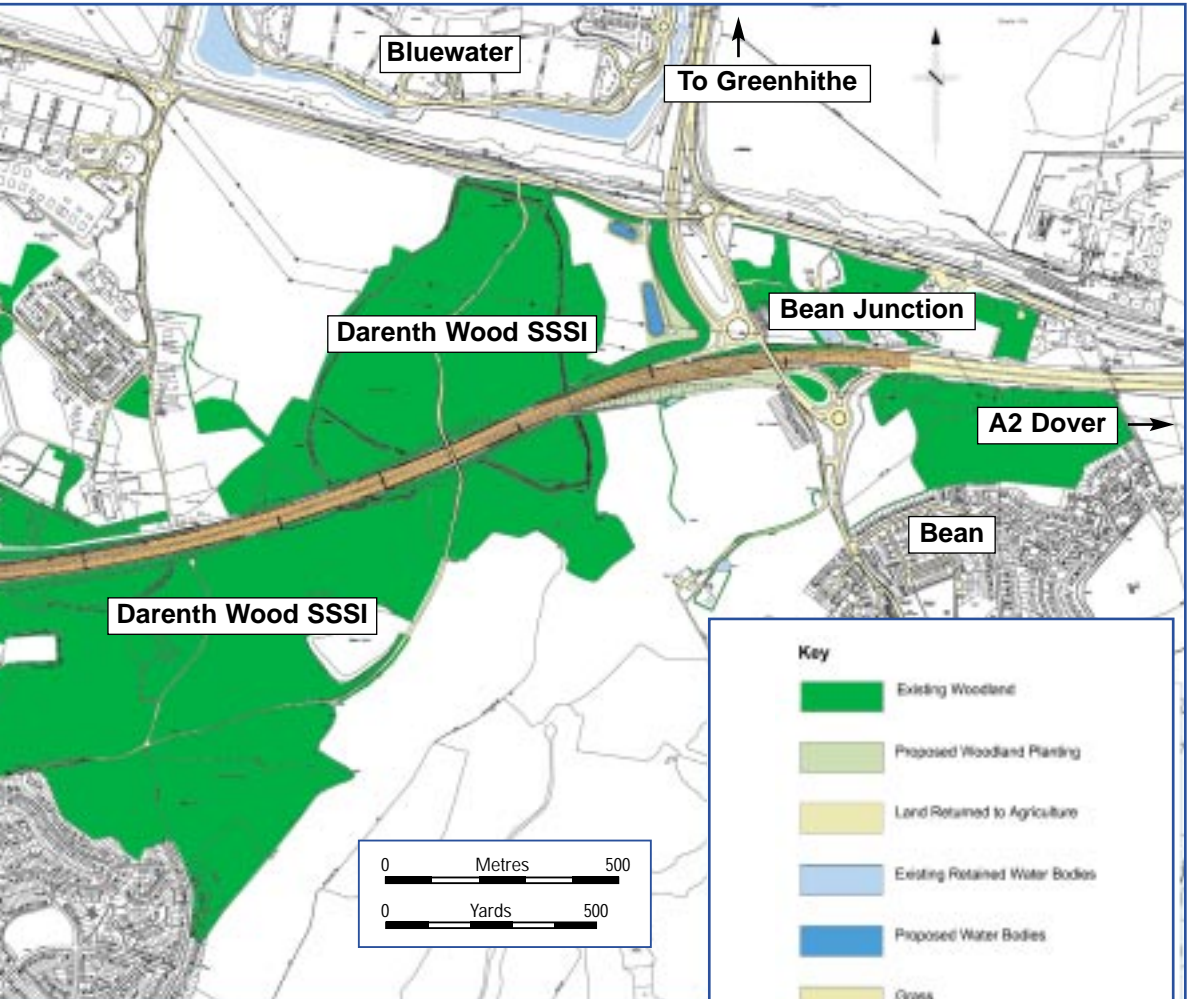 Bluewater
To Greenhithe
Darenth Wood SSSI
Bean Junction
A2 Dover
Bean
Darenth Wood SSSI
Key
Existing Woodland
Proposed Woodland Planting
Land Returned to Agriculture
Existing Retained Water Bodies
Proposed Water Bodies
Grass
0 Metres 500
0 Yards 500